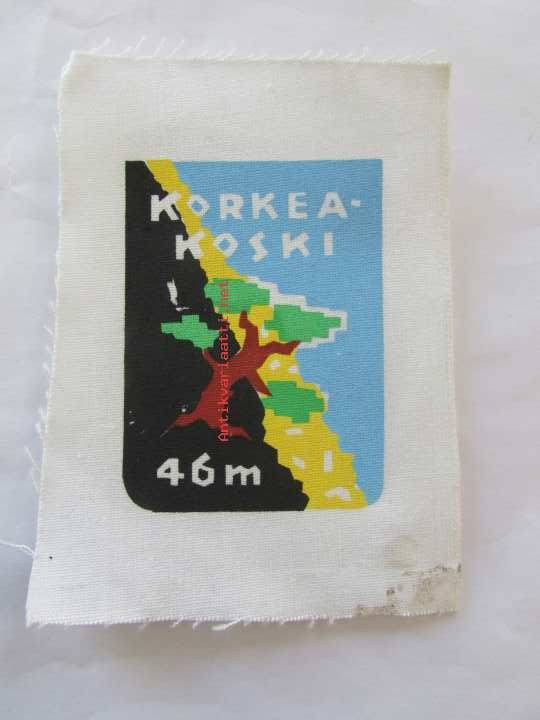 KORKEA-
KOSKI
Antikvariaatti.net
46m